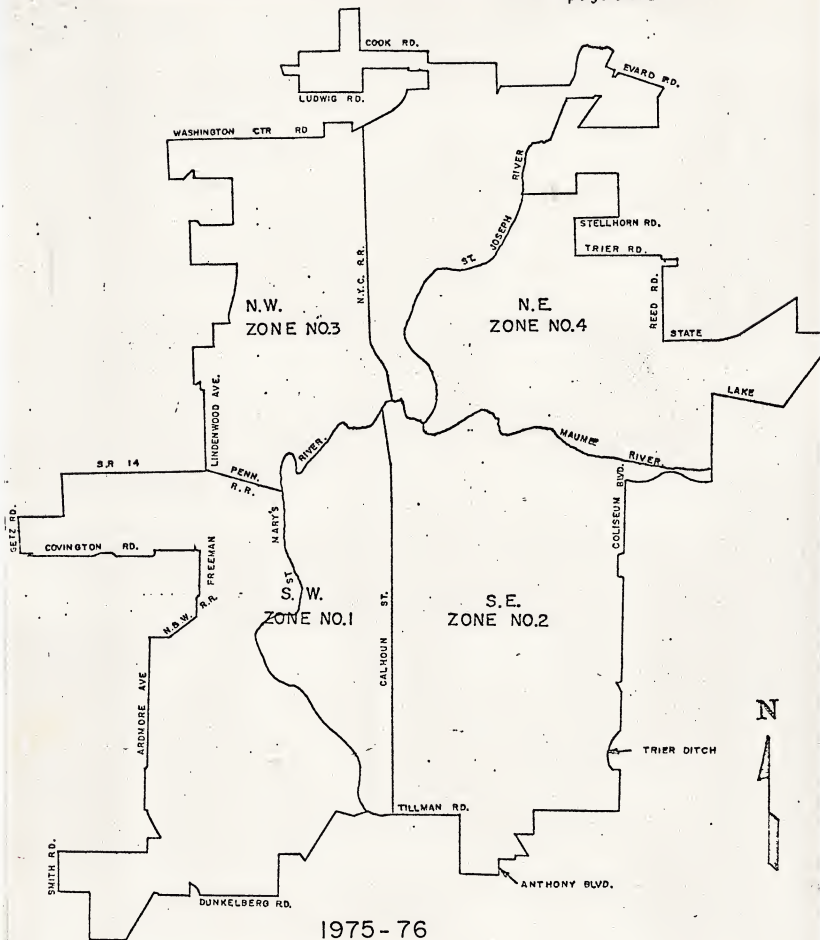 COOK RD.
EVARD RD.
LUDWIG RD.
WASHINGTON CTR RD
RIVER
ST. JOSEPH
STELLHORN RD.
TRIER RD.
N.Y.C. R.R.
REED RD.
N.W.
ZONE NO.3
N.E.
ZONE NO.4
STATE
LAKE
LINDENWOOD AVE.
MAUMEE RIVER.
RIVER.
S.R 14
PENN.
R.R.
MARY'S
ST.
GETZ RD.
COVINGTON RD.
FREEMAN
COLISEUM BLVD.
N.&W. R.R.
S. W.
ZONE NO.1
CALHOUN ST.
S.E.
ZONE NO.2
ARDMORE AVE
N
TRIER DITCH
TILLMAN RD.
SMITH RD.
ANTHONY BLVD.
DUNKELBERG RD.
1975-76